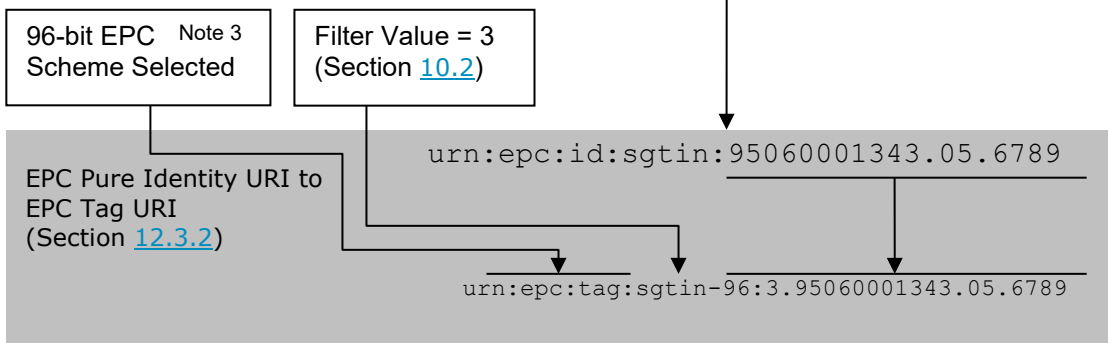 96-bit EPC Note 3
Scheme Selected
Filter Value = 3
(Section 10.2)
urn:epc:id:sgtin:95060001343.05.6789
EPC Pure Identity URI to
EPC Tag URI
(Section 12.3.2)
urn:epc:tag:sgtin-96:3.95060001343.05.6789